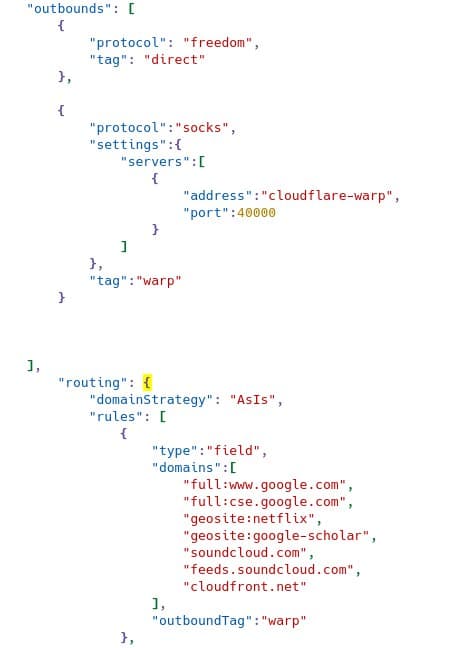 "outbounds": [
{
"protocol": "freedom",
"tag": "direct"
},
{
"protocol":"socks",
"settings":{
"servers":[
{
"address":"cloudflare-warp",
"port":40000
}
]
},
"tag":"warp"
}
],
"routing": {
"domainStrategy": "AsIs",
"rules": [
{
"type":"field",
"domains":[
"full:www.google.com",
"full:cse.google.com",
"geosite:netflix",
"geosite:google-scholar",
"soundcloud.com",
"feeds.soundcloud.com",
"cloudfront.net"
],
"outboundTag":"warp"
},